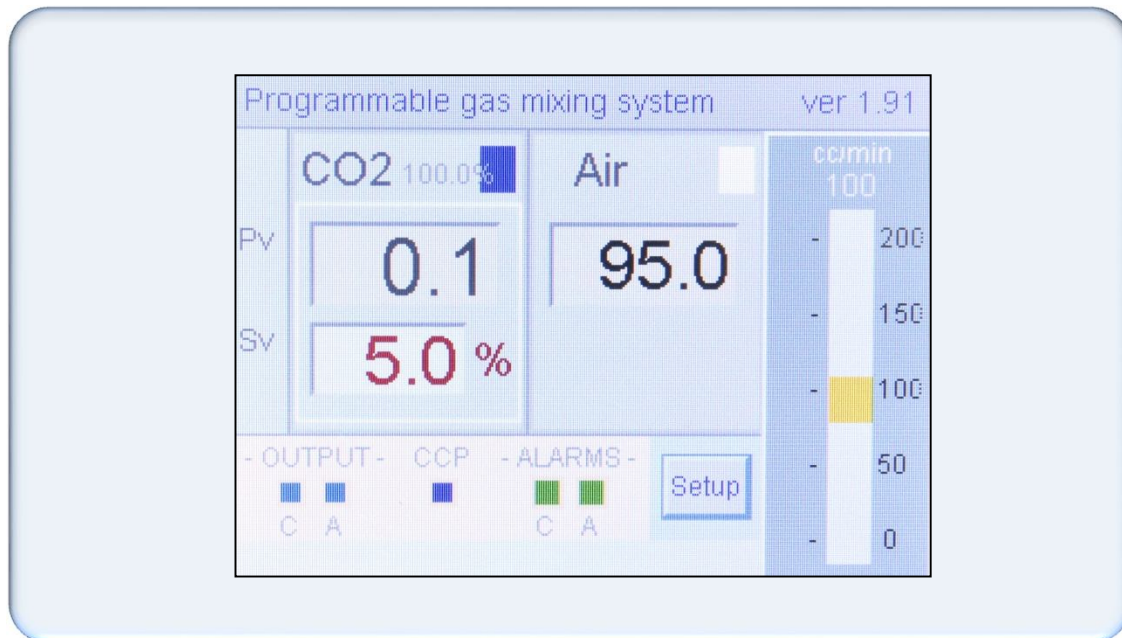 Programmable gas mixing system ver 1.91
CO2 100.0% Air
Pv 0.1 95.0
Sv 5.0 %
- OUTPUT - CCP - ALARMS -
C A C A
Setup
cc/min
100
200
150
100
50
0